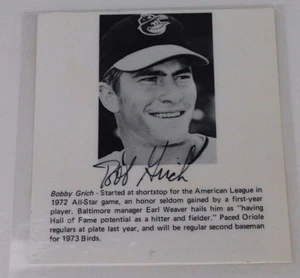 Bob Grich
Bobby Grich - Started at shortstop for the American League in
1972 All-Star game, an honor seldom gained by a first-year
player. Baltimore manager Earl Weaver hails him as "having
Hall of Fame potential as a hitter and fielder." Paced Oriole
regulars at plate last year, and will be regular second baseman
for 1973 Birds.